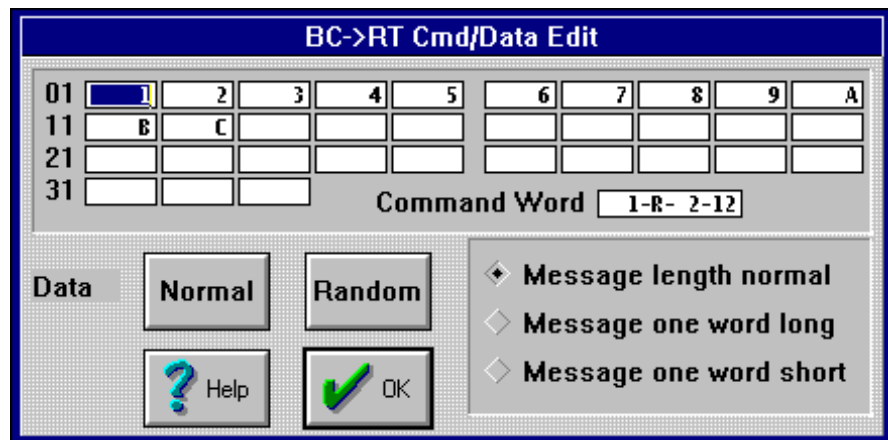 BC->RT Cmd/Data Edit
01 1 2 3 4 5 6 7 8 9 A
11 B C
21
31
Command Word 1-R- 2-12
Data Normal Random
Help OK
Message length normal
Message one word long
Message one word short